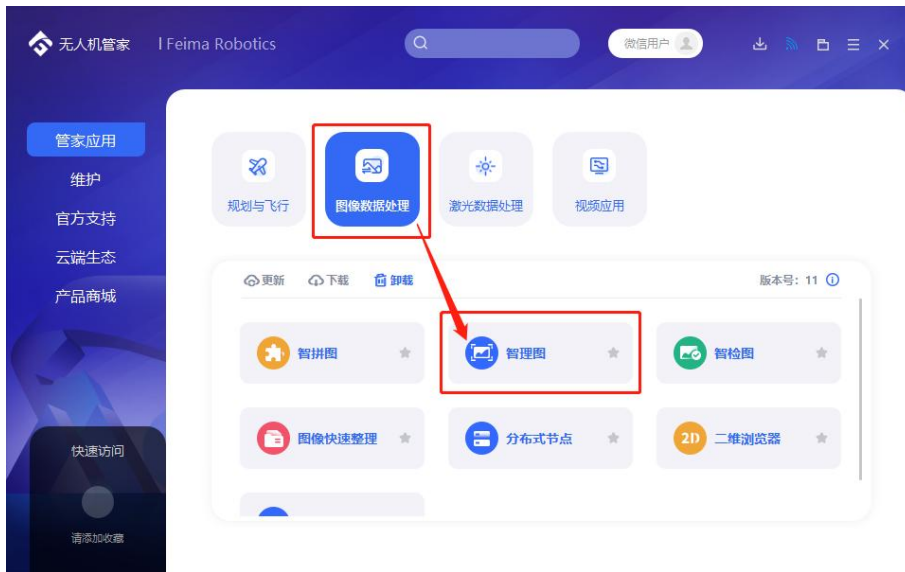 无人机管家 | Feima Robotics 微信用户
管家应用
维护
官方支持
云端生态
产品商城
快速访问
请添加收藏
规划与飞行 图像数据处理 激光数据处理 视频应用
更新 下载 卸载 版本号: 11
智拼图 智理图 智检图
图像快速整理 分布式节点 2D 二维浏览器